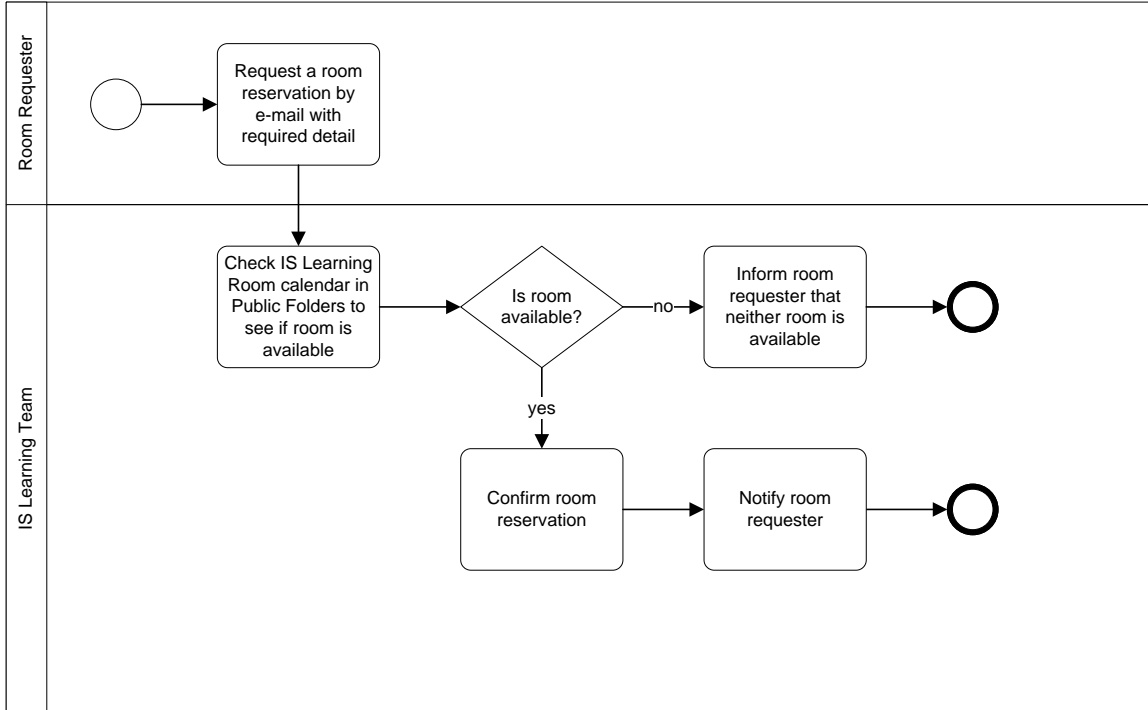 Room Requester
Request a room
reservation by
e-mail with
required detail
IS Learning Team
Check IS Learning
Room calendar in
Public Folders to
see if room is
available
Is room
available?
no
Inform room
requester that
neither room is
available
yes
Confirm room
reservation
Notify room
requester